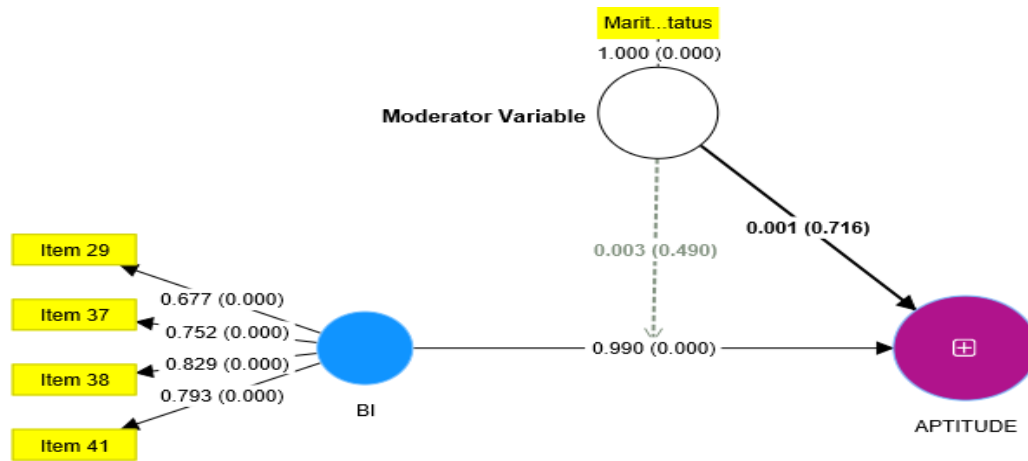 Marit...tatus
1.000 (0.000)
Moderator Variable
0.001 (0.716)
0.003 (0.490)
Item 29
0.677 (0.000)
Item 37
0.752 (0.000)
0.990 (0.000)
Item 38
0.829 (0.000)
0.793 (0.000)
BI
APTITUDE
Item 41